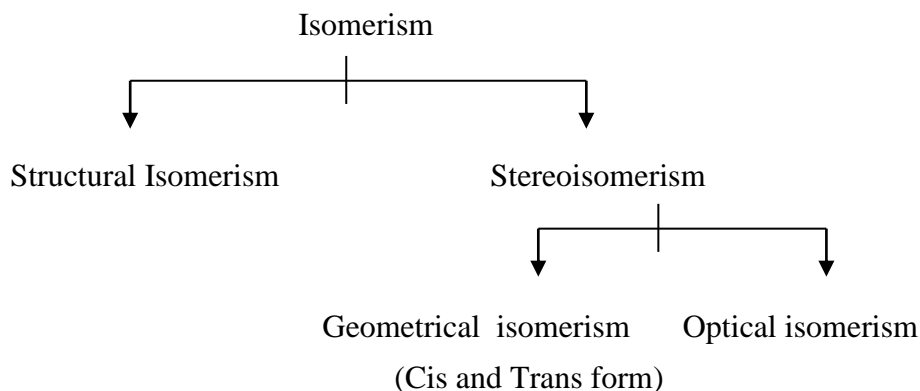 Isomerism
Structural Isomerism Stereoisomerism
Geometrical isomerism Optical isomerism
(Cis and Trans form)